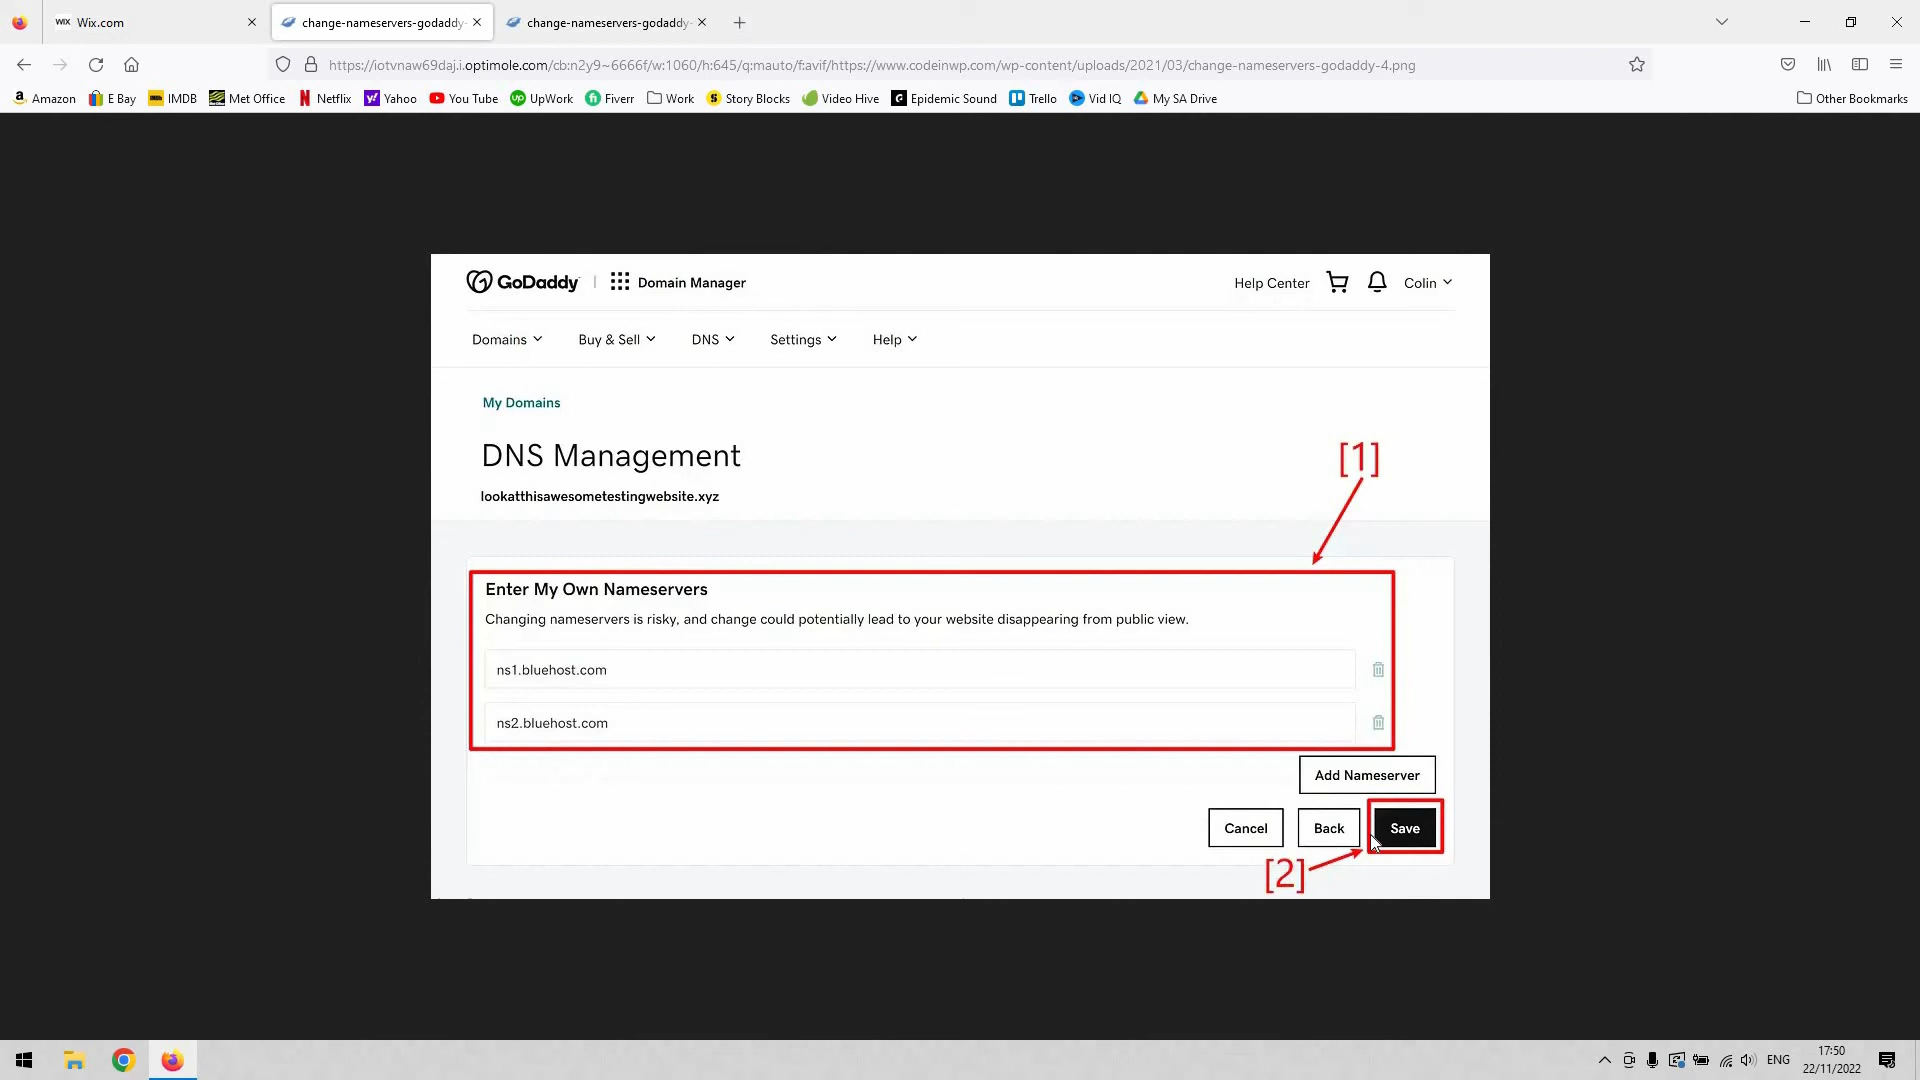 WIX Wix.com
change-nameservers-godaddy-
change-nameservers-godaddy-
https://iotvnaw69daj.i.optimole.com/cb:n2y9~6666f/w:1060/h:645/q:mauto/f:avif/https://www.codeinwp.com/wp-content/uploads/2021/03/change-nameservers-godaddy-4.png
Amazon E Bay IMDB Met Office Netflix Yahoo You Tube UpWork Fiverr Work Story Blocks Video Hive Epidemic Sound Trello Vid IQ My SA Drive Other Bookmarks
GoDaddy Domain Manager Help Center Colin
Domains Buy & Sell DNS Settings Help
My Domains
DNS Management
[1]
lookatthisawesometestingwebsite.xyz
Enter My Own Nameservers
Changing nameservers is risky, and change could potentially lead to your website disappearing from public view.
ns1.bluehost.com
ns2.bluehost.com
Add Nameserver
Cancel Back Save
[2]
ENG
17:50
22/11/2022